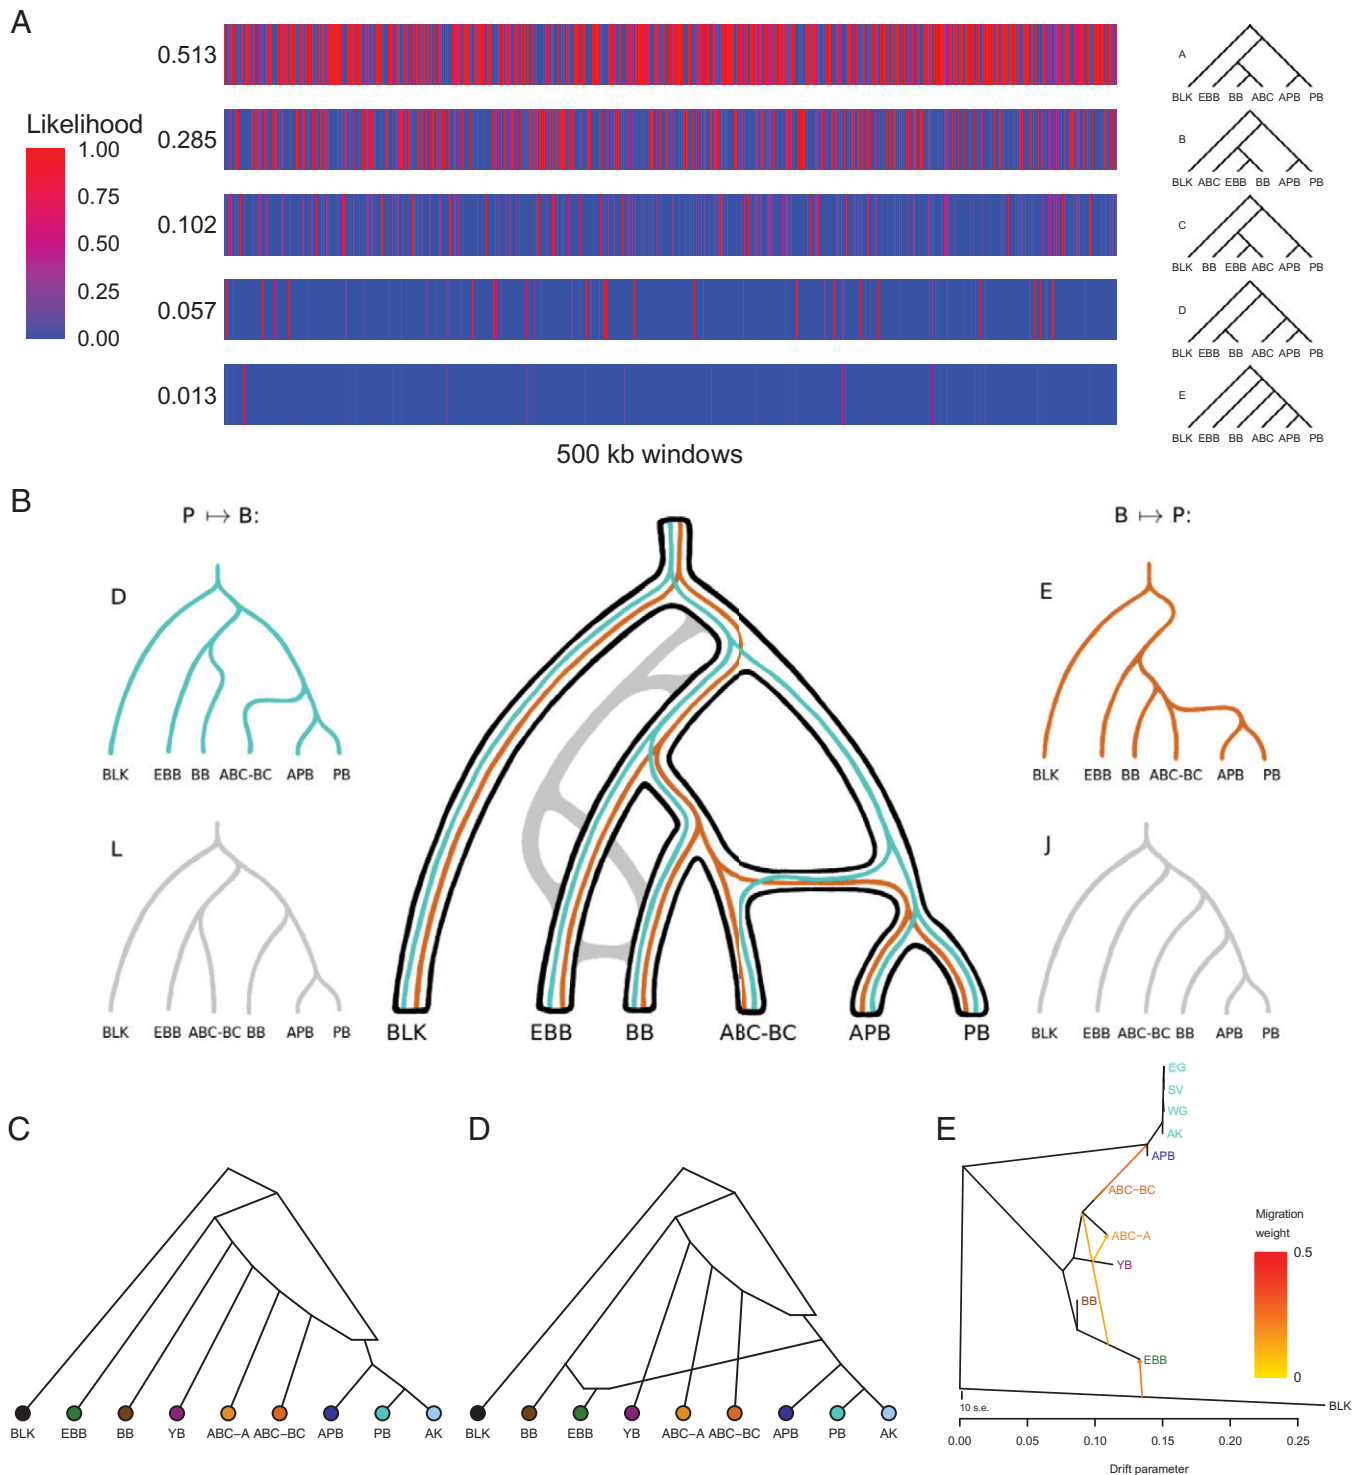 A
Likelihood
1.00
0.75
0.50
0.25
0.00
0.513
0.285
0.102
0.057
0.013
500 kb windows
A
BLK EBB BB ABC APB PB
B
BLK ABC EBB BB APB PB
C
BLK BB EBB ABC APB PB
D
BLK EBB BB ABC APB PB
E
BLK EBB BB ABC APB PB
B
P ↦ B:
D
BLK EBB BB ABC-BC APB PB
L
BLK EBB ABC-BC BB APB PB
BLK EBB BB ABC-BC APB PB
B ↦ P:
E
BLK EBB BB ABC-BC APB PB
J
BLK EBB ABC-BC BB APB PB
C
BLK EBB BB YB ABC–A ABC–BC APB PB AK
D
BLK BB EBB YB ABC–A ABC–BC APB PB AK
E
EG
SV
WG
AK
APB
ABC–BC
ABC–A
YB
BB
EBB
BLK
10 s.e.
0.00 0.05 0.10 0.15 0.20 0.25
Drift parameter
Migration
weight
0.5
0